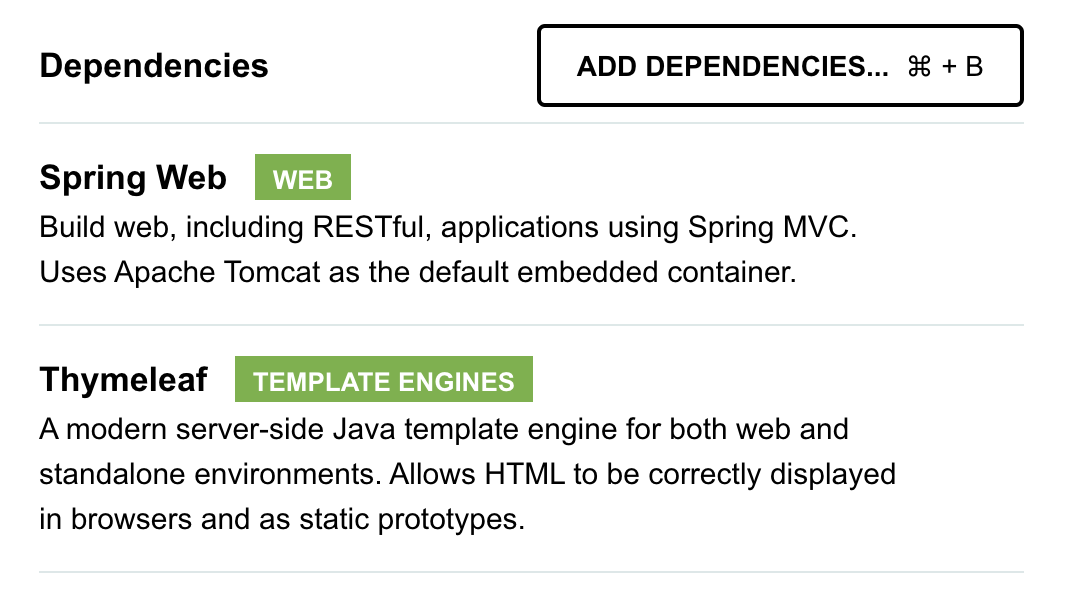 Dependencies
ADD DEPENDENCIES... ⌘ + B
Spring Web WEB
Build web, including RESTful, applications using Spring MVC.
Uses Apache Tomcat as the default embedded container.
Thymeleaf TEMPLATE ENGINES
A modern server-side Java template engine for both web and
standalone environments. Allows HTML to be correctly displayed
in browsers and as static prototypes.